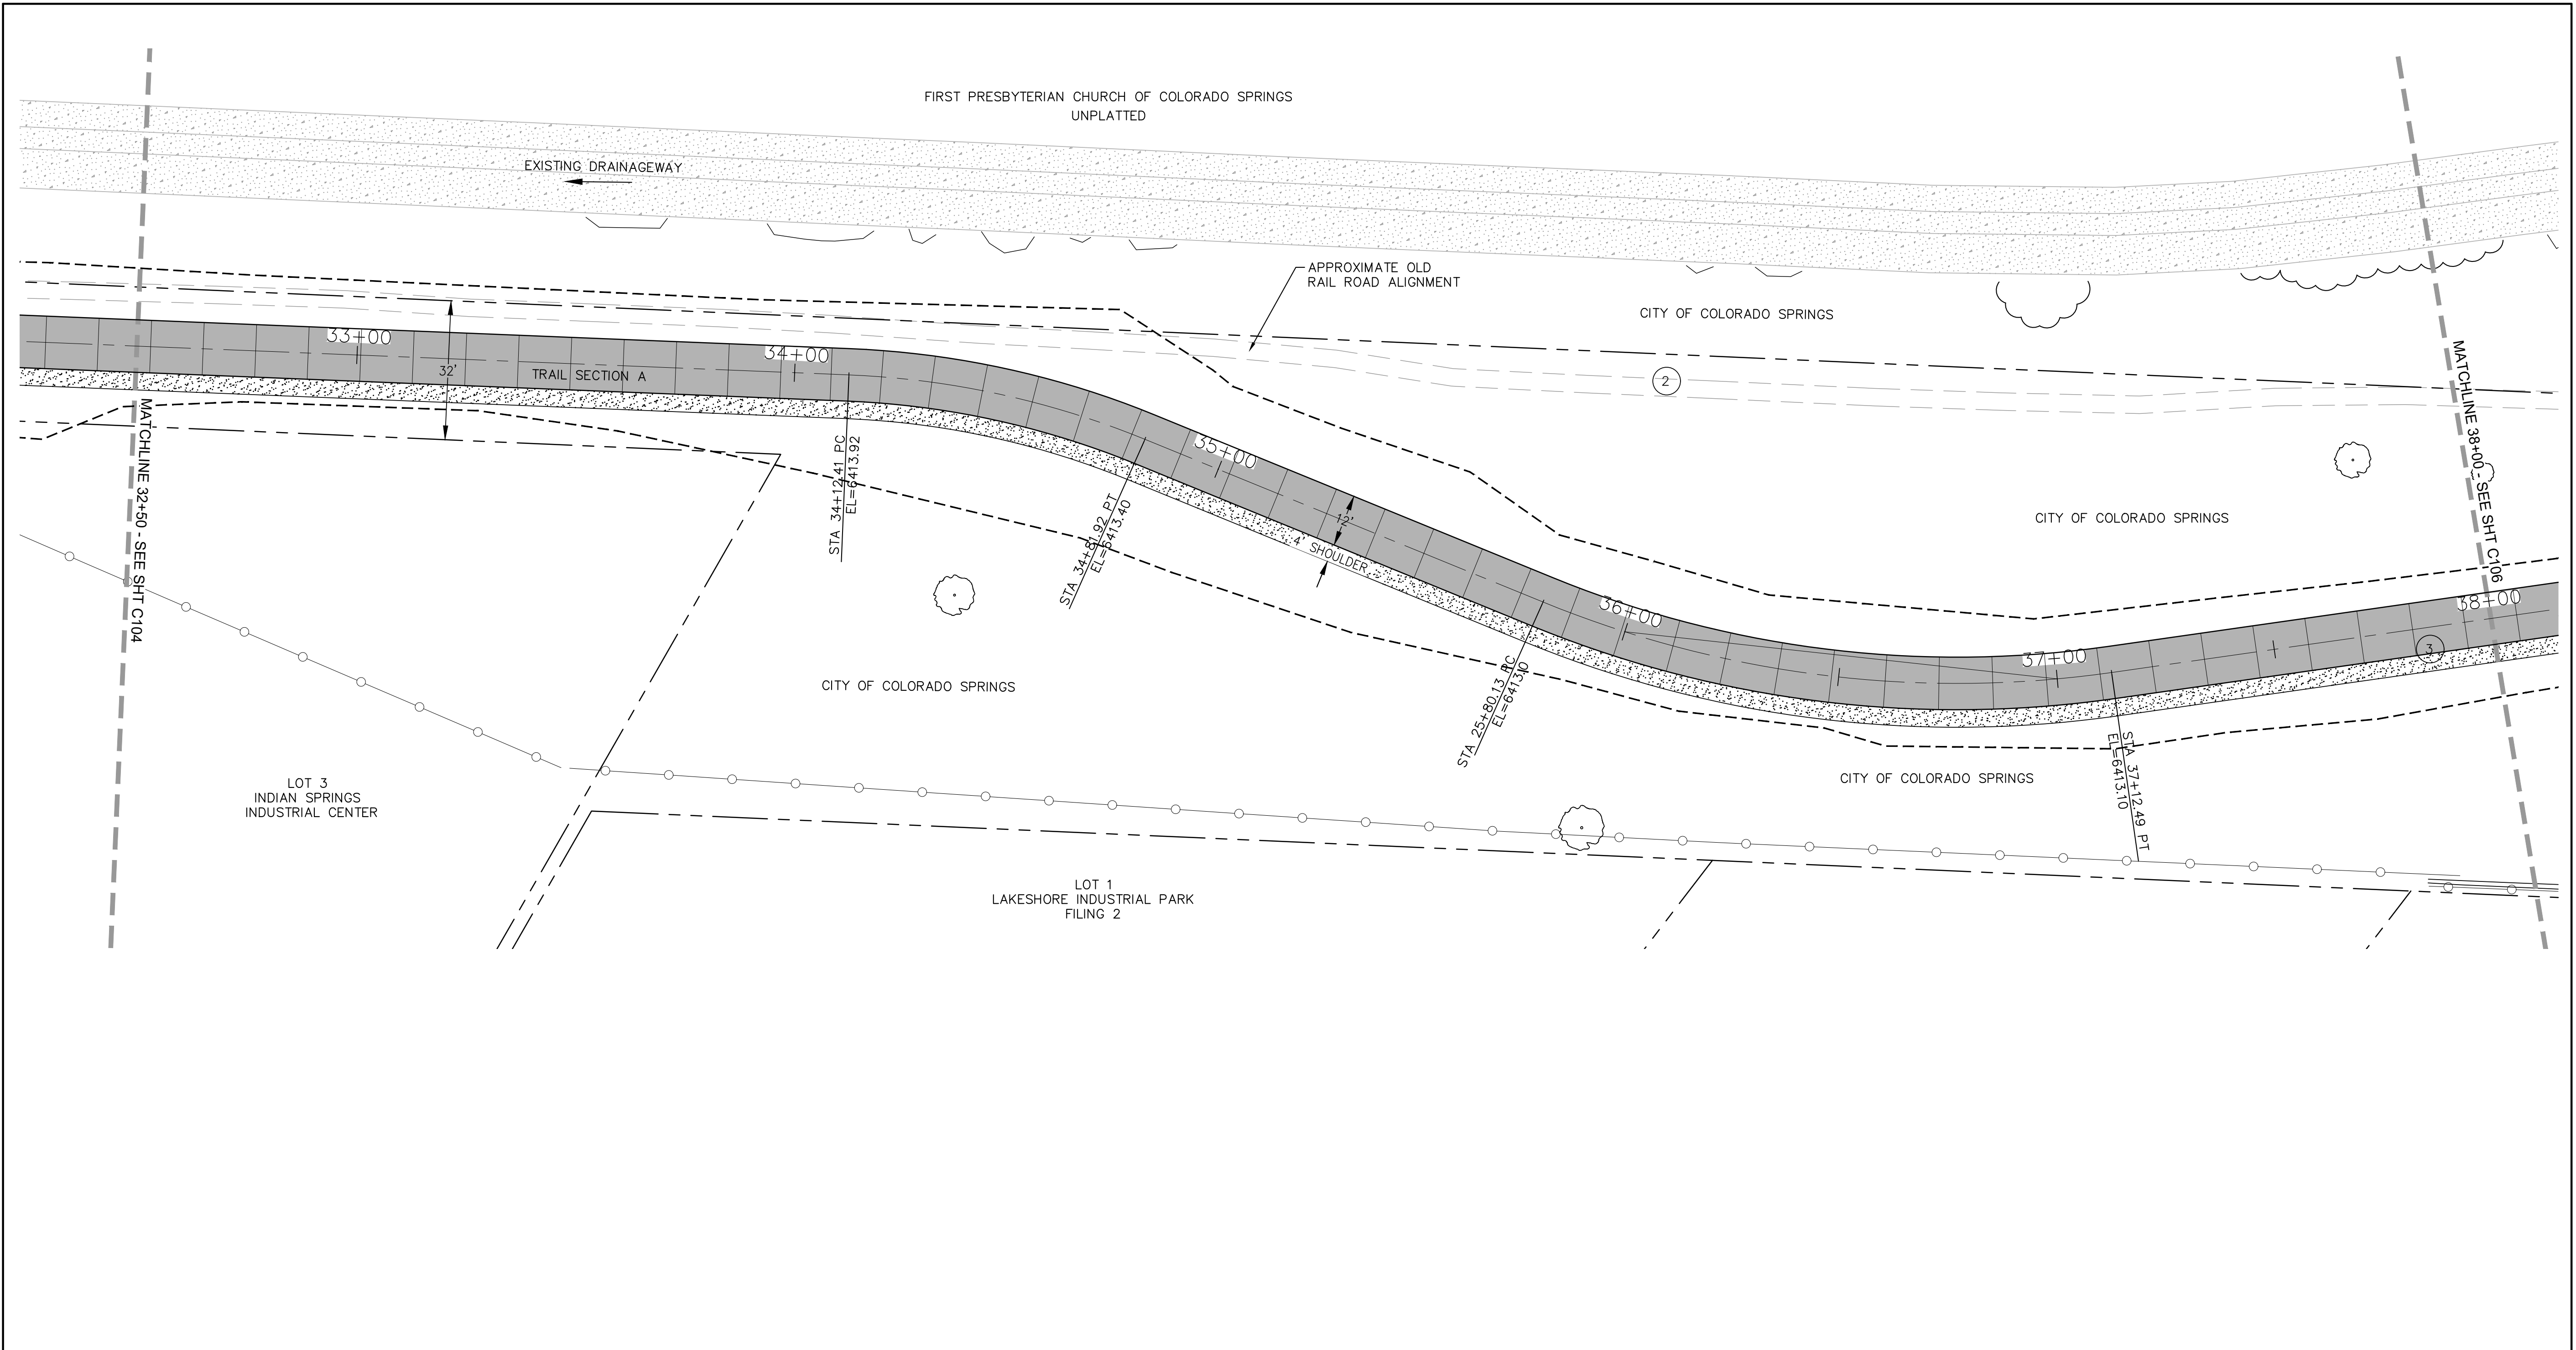 FIRST PRESBYTERIAN CHURCH OF COLORADO SPRINGS
UNPLATTED
EXISTING DRAINAGEWAY
APPROXIMATE OLD
RAIL ROAD ALIGNMENT
CITY OF COLORADO SPRINGS
33+00
34+00
32'
TRAIL SECTION A
2
MATCHLINE 32+50 - SEE SHT C104
STA 34+12.41 PC
EL=6413.92
STA 34+81.92 PT
EL=6413.40
35+00
12'
4' SHOULDER
CITY OF COLORADO SPRINGS
MATCHLINE 38+00 - SEE SHT C106
36+00
37+00
38+00
3
STA 25+80.13 PC
EL=6413.10
CITY OF COLORADO SPRINGS
STA 37+12.49 PT
EL=6413.10
CITY OF COLORADO SPRINGS
LOT 3
INDIAN SPRINGS
INDUSTRIAL CENTER
LOT 1
LAKESHORE INDUSTRIAL PARK
FILING 2